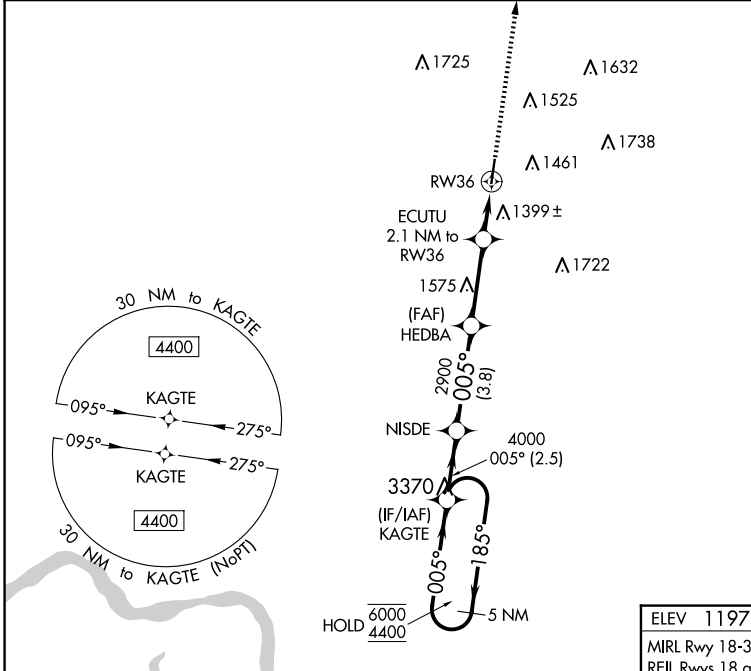 1725
1632
1525
1738
1461
RW36
1399 ±
ECUTU
2.1 NM to
RW36
1722
1575
(FAF)
HEDBA
2900
005°
(3.8)
NISDE
4000
005° (2.5)
3370
(IF/IAF)
KAGTE
005°
185°
HOLD
6000
4400
5 NM
30 NM to KAGTE
4400
KAGTE
095°
275°
095°
275°
KAGTE
4400
30 NM to KAGTE (NoPT)
ELEV 1197
MIRL Rwy 18-3
REIL Rwys 18 a